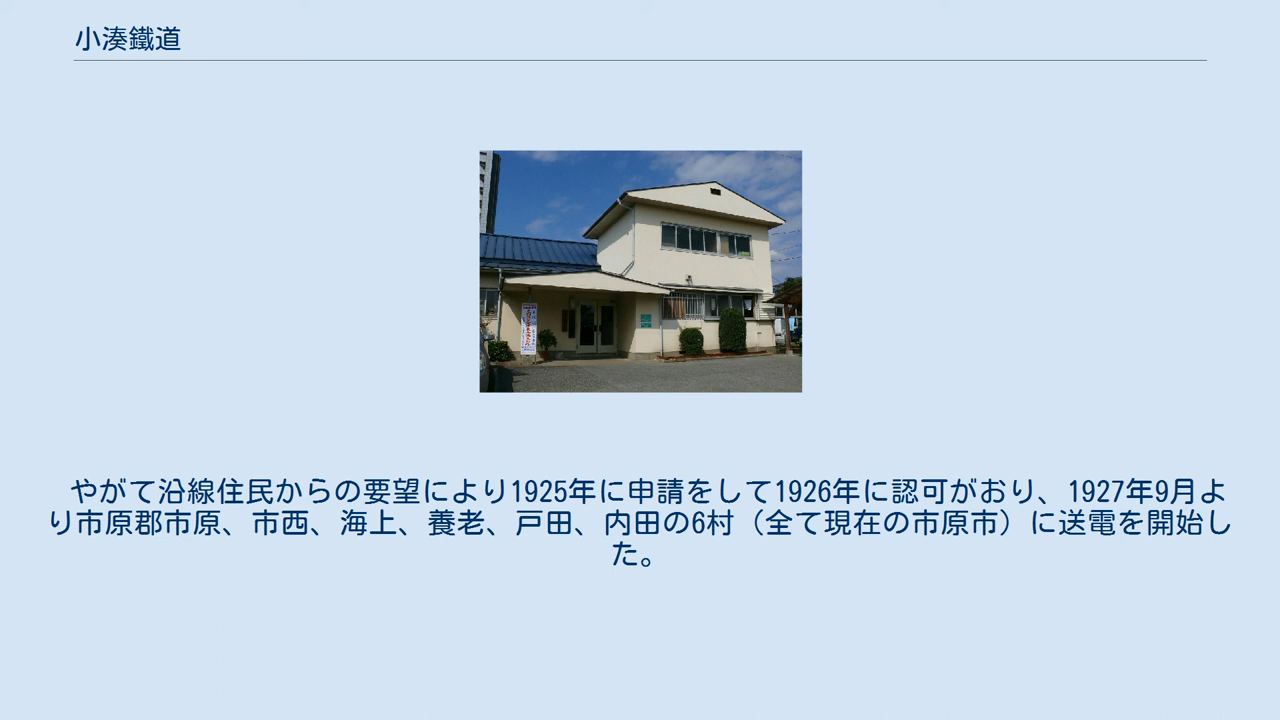 小湊鐵道
やがて沿線住民からの要望により1925年に申請をして1926年に認可がおり、1927年9月よ
り市原郡市原、市西、海上、養老、戸田、内田の6村（全て現在の市原市）に送電を開始し
た。